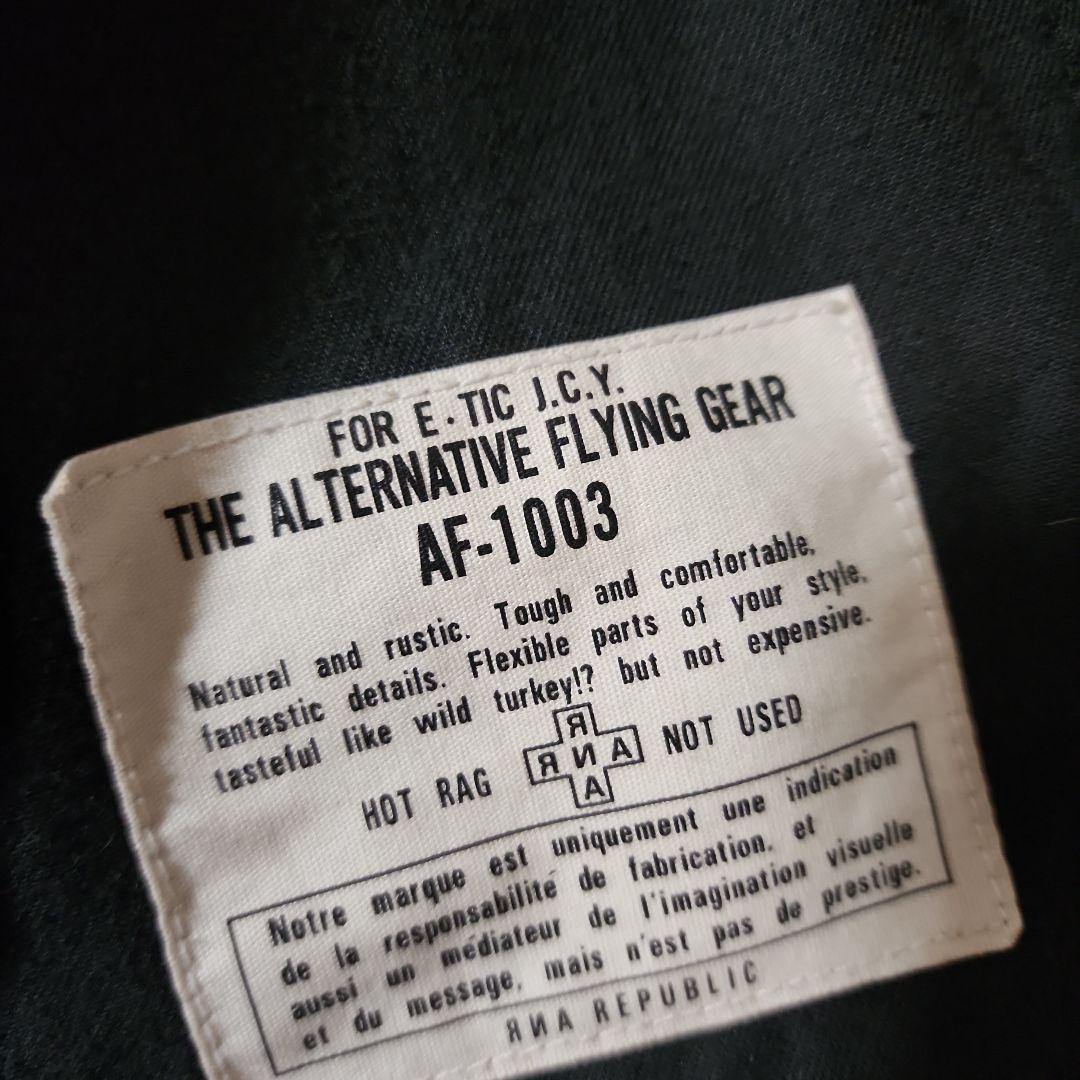 FOR E·TIC J.C.Y.
THE ALTERNATIVE FLYING GEAR
AF-1003
Natural and rustic. Tough and comfortable,
fantastic details. Flexible parts of your style,
tasteful like wild turkey!? but not expensive.
HOT RAG ЯИA NOT USED
Я
A
Notre marque est uniquement une indication
de la responsabilité de fabrication, et
aussi un médiateur de l'imagination visuelle
et du message, mais n'est pas de prestige.
ЯИA REPUBLIC